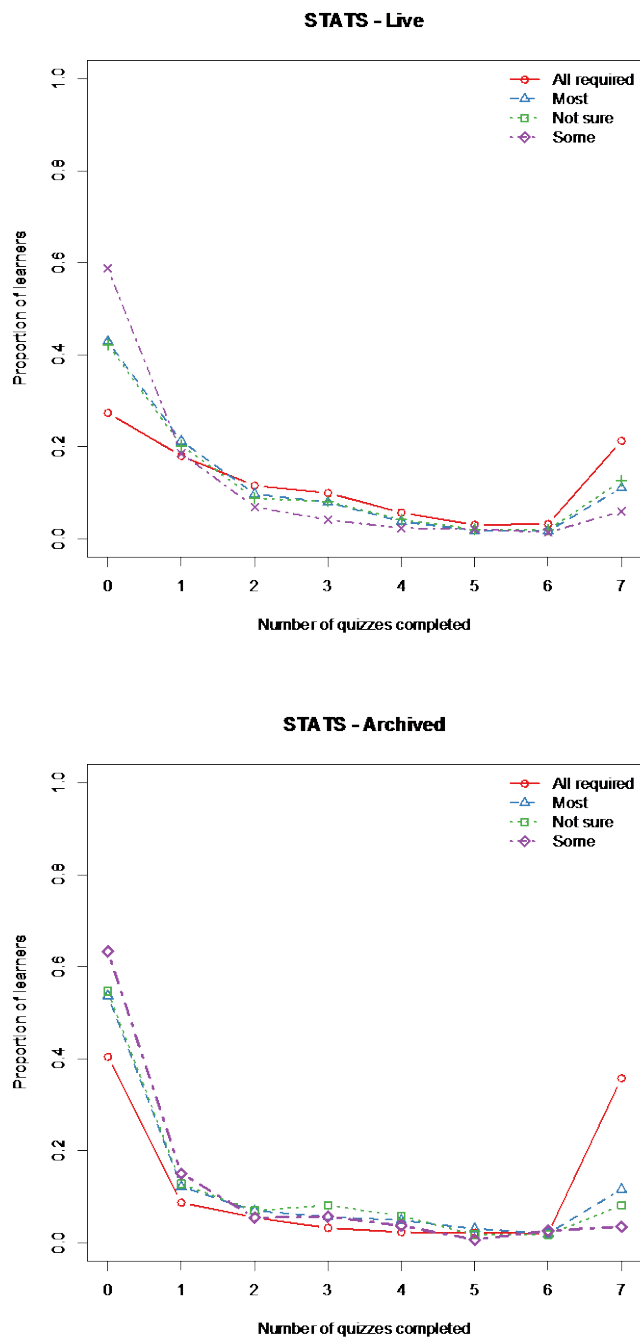 STATS - Live
1.0
0.8
0.6
0.4
0.2
0.0
Proportion of learners
All required
Most
Not sure
Some
0 1 2 3 4 5 6 7
Number of quizzes completed
STATS - Archived
1.0
0.8
0.6
0.4
0.2
0.0
Proportion of learners
All required
Most
Not sure
Some
0 1 2 3 4 5 6 7
Number of quizzes completed